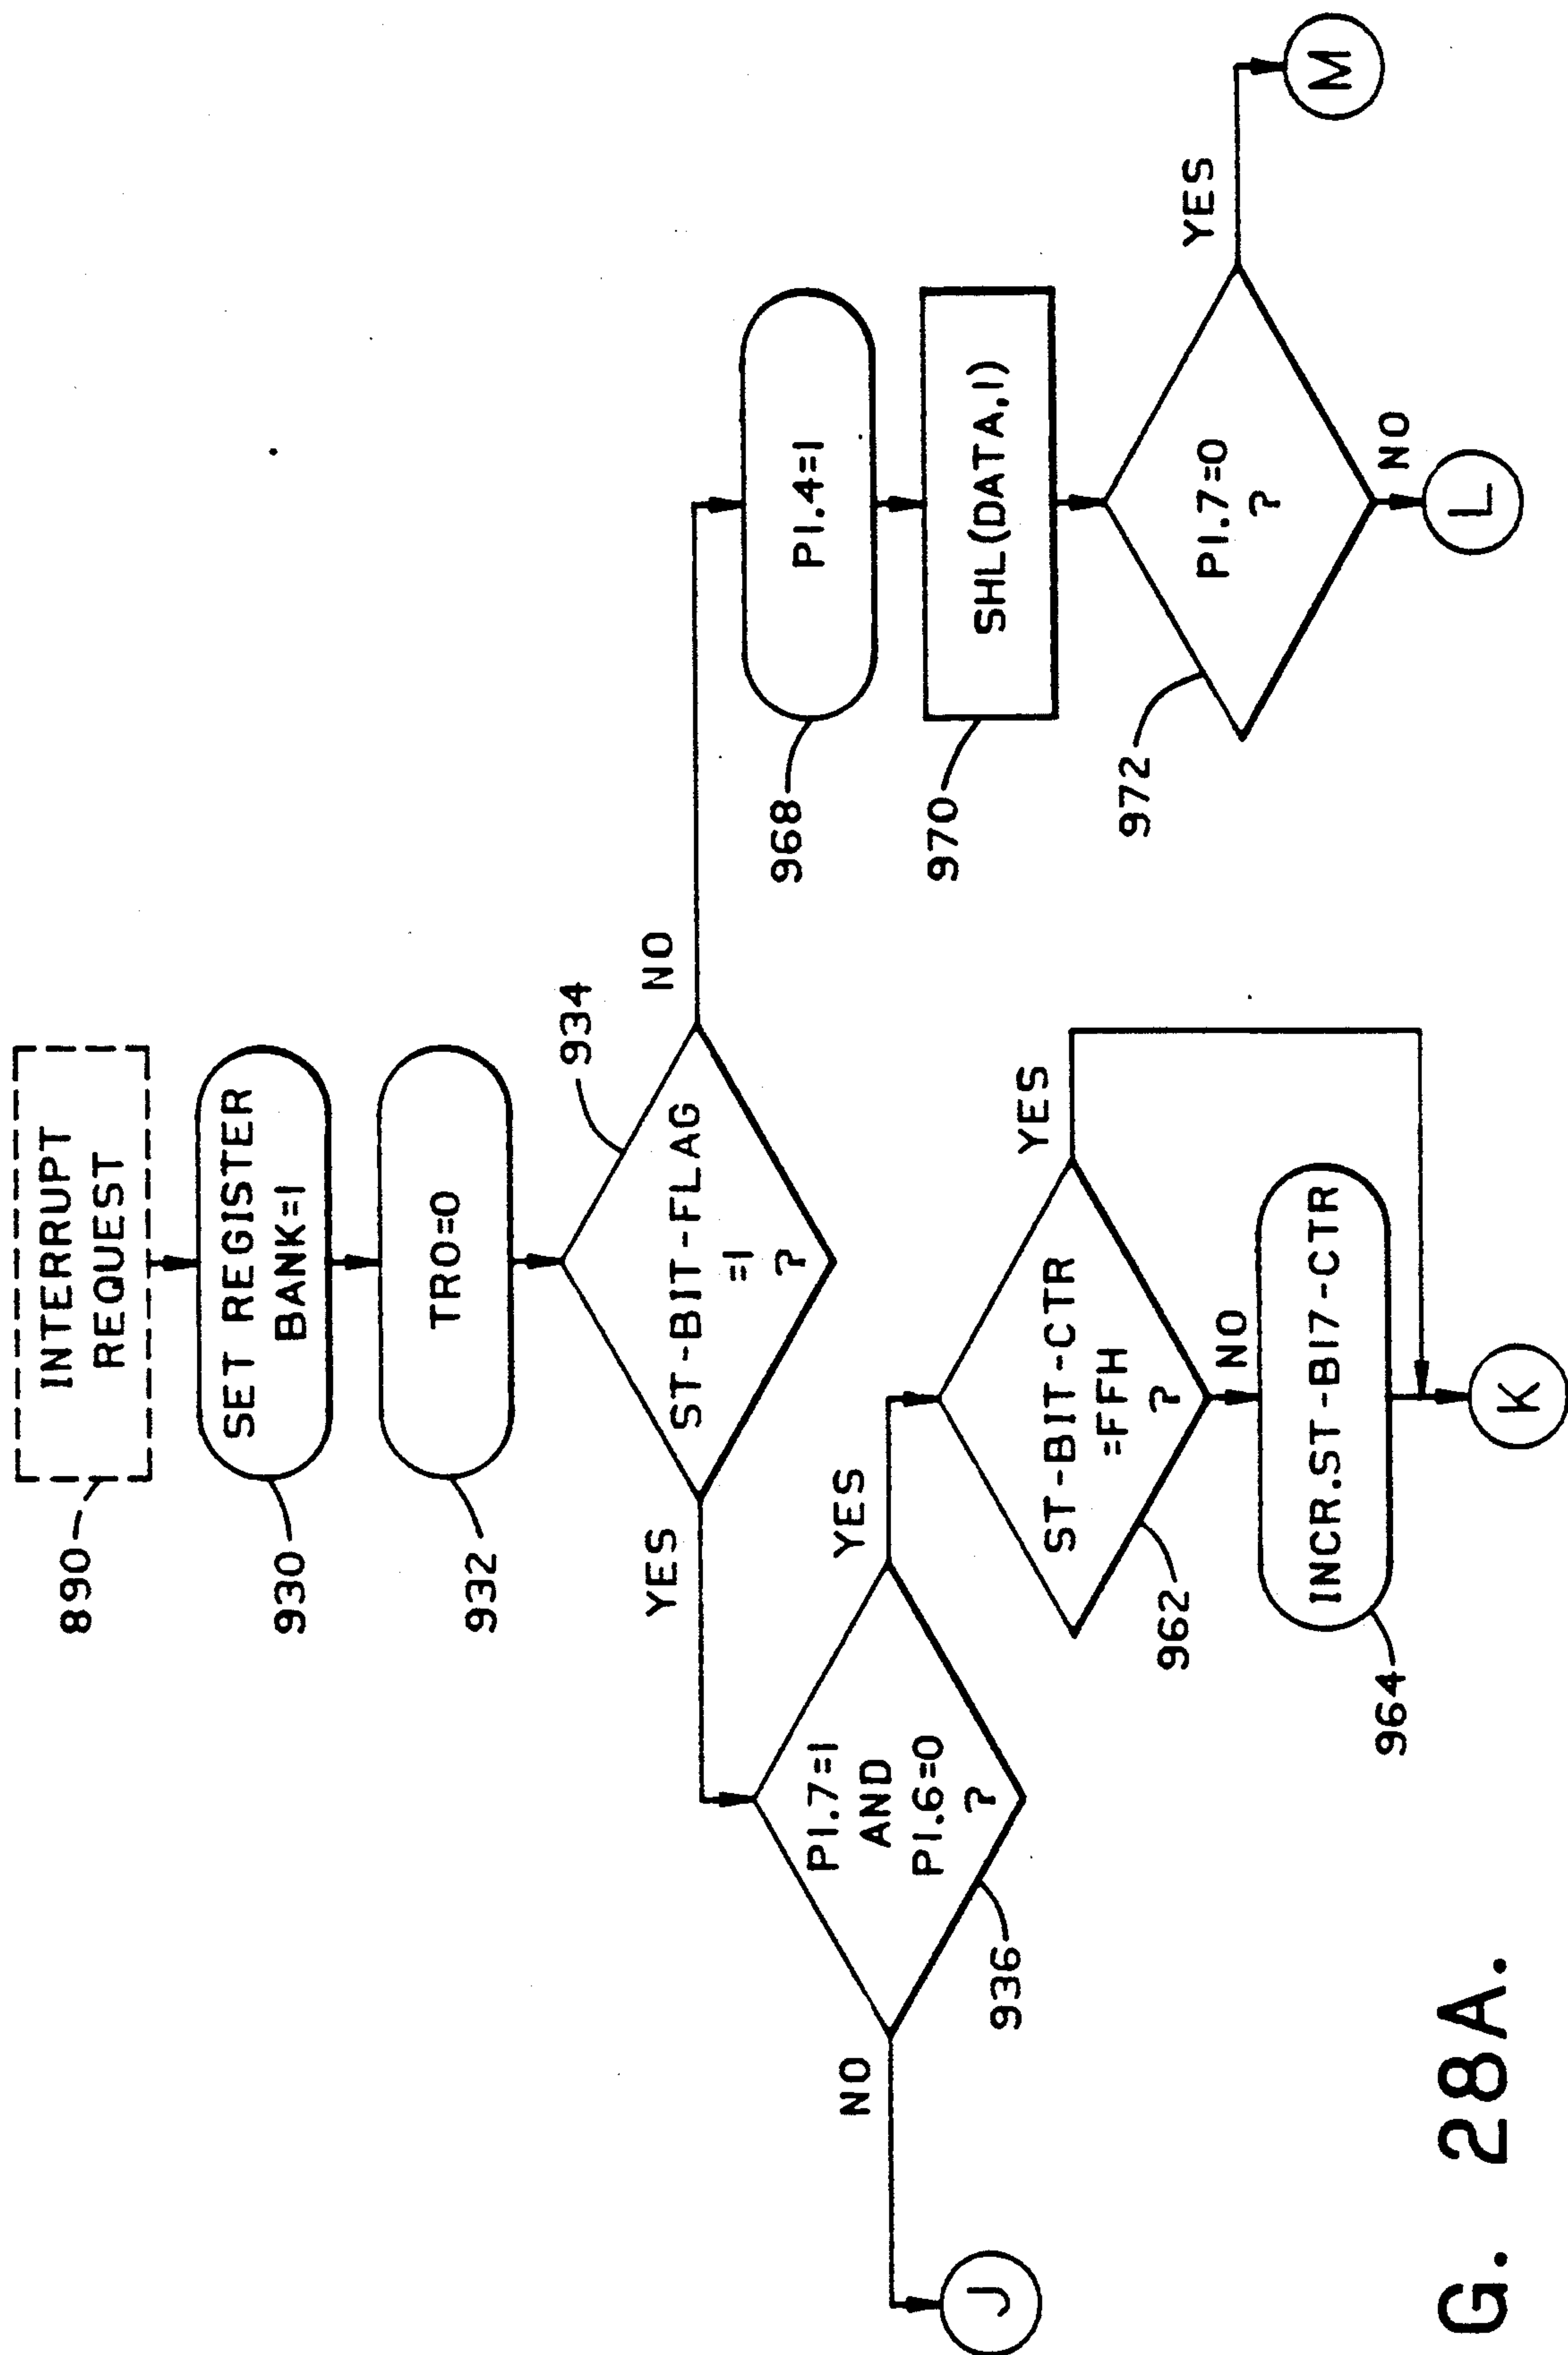 INTERRUPT
REQUEST
890
SET REGISTER
BANK=1
930
TR0=0
932
ST-BIT-FLAG
=1
?
934
YES
NO
P1.7=1
AND
P1.6=0
?
936
NO
YES
J
ST-BIT-CTR
=FFH
?
962
YES
NO
INCR.ST-BI7-CTR
964
K
P1.4=1
968
SHL(DATA,1)
970
P1.7=0
?
972
YES
NO
M
L
G. 28A.